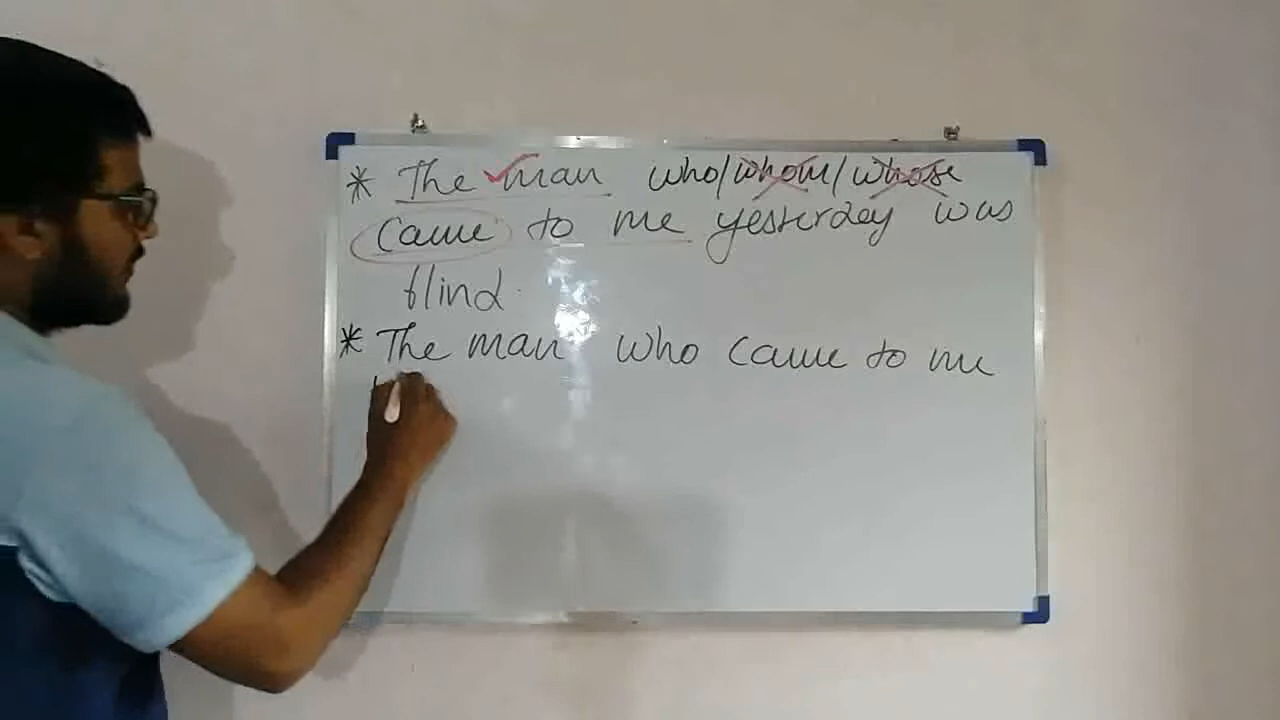 * The man who/whom/whose
came to me yesterday was
blind.
* The man who came to me